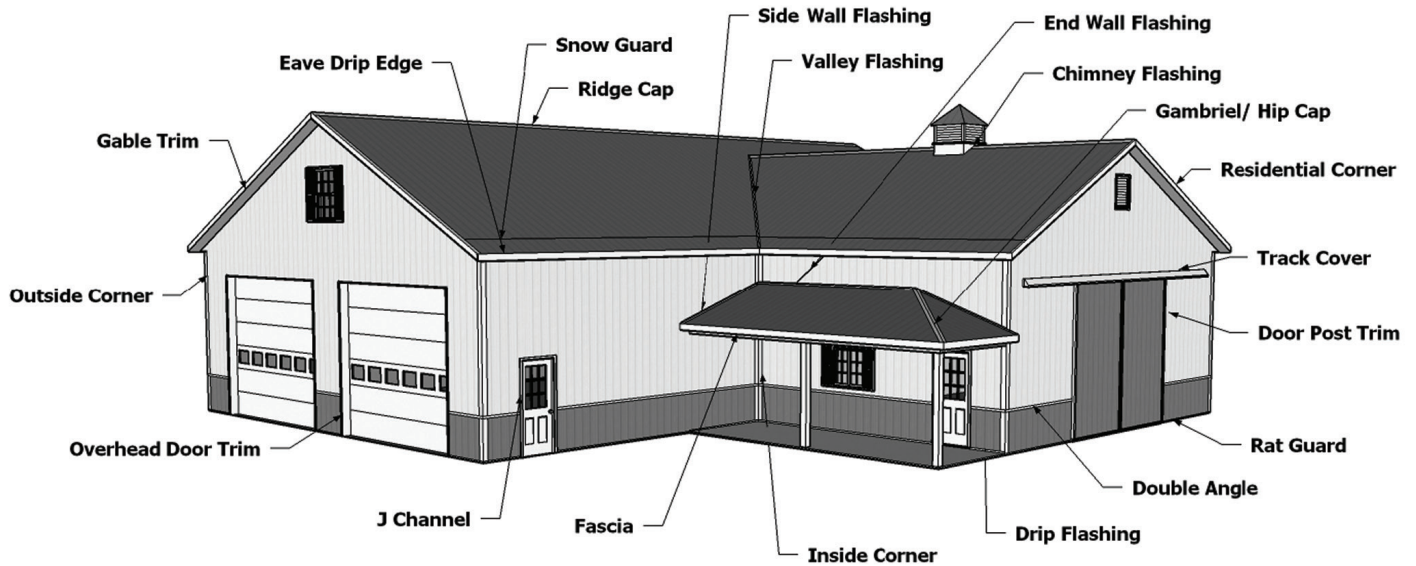 Side Wall Flashing
End Wall Flashing
Snow Guard
Valley Flashing
Eave Drip Edge
Chimney Flashing
Ridge Cap
Gambriel/ Hip Cap
Gable Trim
Residential Corner
Track Cover
Outside Corner
Door Post Trim
Overhead Door Trim
Rat Guard
Double Angle
J Channel
Fascia
Drip Flashing
Inside Corner